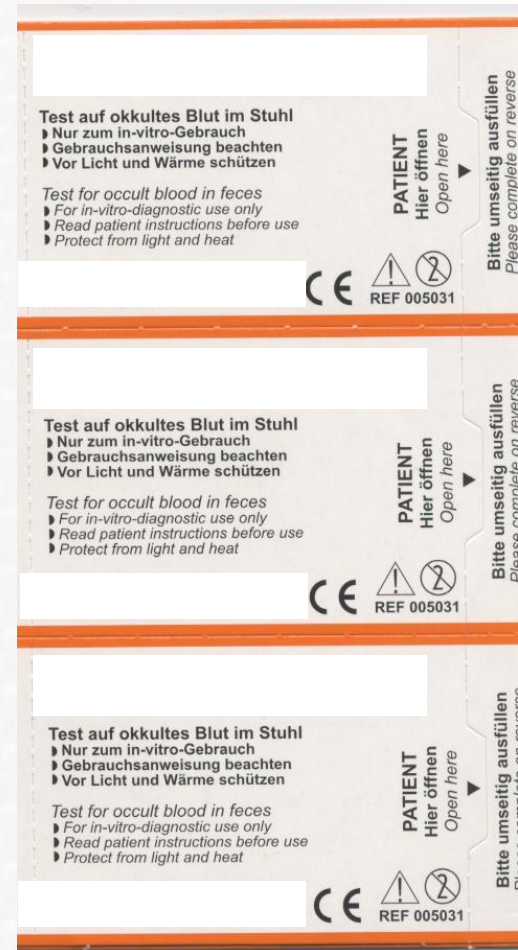 Test auf okkultes Blut im Stuhl
Nur zum in-vitro-Gebrauch
Gebrauchsanweisung beachten
Vor Licht und Wärme schützen
Test for occult blood in feces
For in-vitro-diagnostic use only
Read patient instructions before use
Protect from light and heat
CE
2
REF 005031
PATIENT
Hier öffnen
Open here
Bitte umseitig ausfüllen
Please complete on reverse
Test auf okkultes Blut im Stuhl
Nur zum in-vitro-Gebrauch
Gebrauchsanweisung beachten
Vor Licht und Wärme schützen
Test for occult blood in feces
For in-vitro-diagnostic use only
Read patient instructions before use
Protect from light and heat
CE
2
REF 005031
PATIENT
Hier öffnen
Open here
Bitte umseitig ausfüllen
Please complete on reverse
Test auf okkultes Blut im Stuhl
Nur zum in-vitro-Gebrauch
Gebrauchsanweisung beachten
Vor Licht und Wärme schützen
Test for occult blood in feces
For in-vitro-diagnostic use only
Read patient instructions before use
Protect from light and heat
CE
2
REF 005031
PATIENT
Hier öffnen
Open here
Bitte umseitig ausfüllen